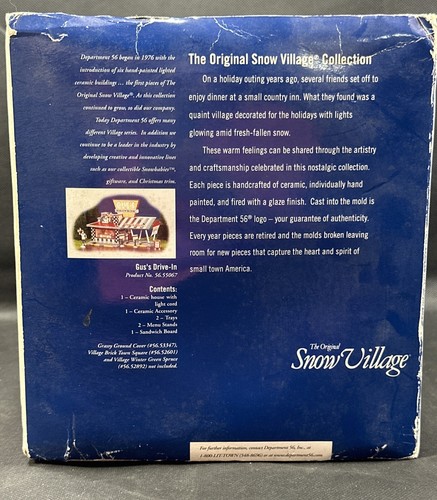 Department 56 began in 1976 with the
introduction of six hand-painted lighted
ceramic buildings ... the first pieces of The
Original Snow Village®. As this collection
continued to grow, so did our company.
Today Department 56 offers many
different Village series. In addition we
continue to be a leader in the industry by
developing creative and innovative lines
such as our collectible Snowbabies™,
giftware, and Christmas trim.
Gus's Drive-In
Product No. 56.55067
Contents:
1 – Ceramic house with
light cord
1 – Ceramic Accessory
2 – Trays
2 – Menu Stands
1 – Sandwich Board
Grassy Ground Cover (#56.53347),
Village Brick Town Square (#56.52601)
and Village Winter Green Spruce
(#56.52892) not included.
The Original Snow Village® Collection
On a holiday outing years ago, several friends set off to
enjoy dinner at a small country inn. What they found was a
quaint village decorated for the holidays with lights
glowing amid fresh-fallen snow.
These warm feelings can be shared through the artistry
and craftsmanship celebrated in this nostalgic collection.
Each piece is handcrafted of ceramic, individually hand
painted, and fired with a glaze finish. Cast into the mold is
the Department 56® logo – your guarantee of authenticity.
Every year pieces are retired and the molds broken leaving
room for new pieces that capture the heart and spirit of
small town America.
The Original
Snow Village®
For further information, contact Department 56, Inc., at
1-800-LIT-TOWN (548-8696) or at www.department56.com.